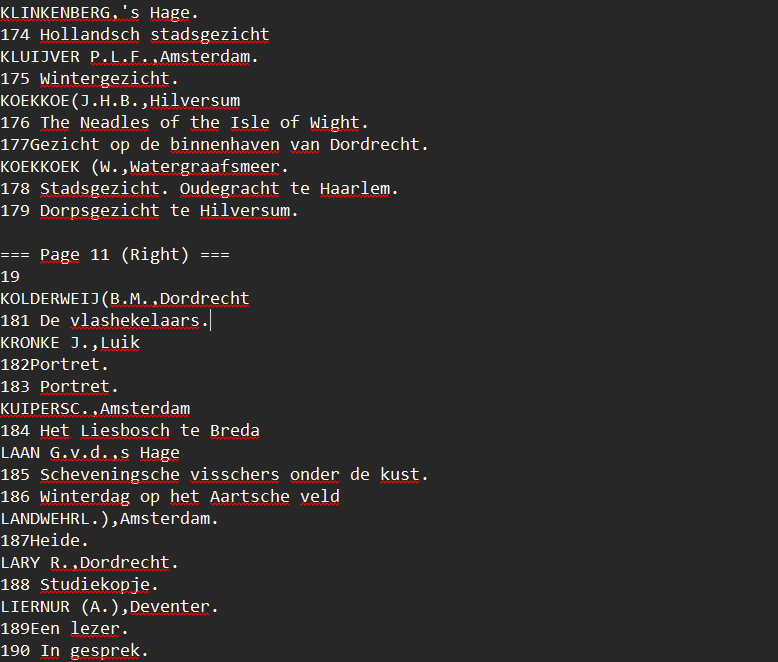 KLINKENBERG,'s Hage.
174 Hollandsch stadsgezicht
KLUIJVER P.L.F.,Amsterdam.
175 Wintergezicht.
KOEKKOE(J.H.B.,Hilversum
176 The Neadles of the Isle of Wight.
177Gezicht op de binnenhaven van Dordrecht.
KOEKKOEK (W.,Watergraafsmeer.
178 Stadsgezicht. Oudegracht te Haarlem.
179 Dorpsgezicht te Hilversum.
=== Page 11 (Right) ===
19
KOLDERWEIJ(B.M.,Dordrecht
181 De vlashekelaars.
KRONKE J.,Luik
182Portret.
183 Portret.
KUIPERSC.,Amsterdam
184 Het Liesbosch te Breda
LAAN G.v.d.,s Hage
185 Scheveningsche visschers onder de kust.
186 Winterdag op het Aartsche veld
LANDWEHRL.),Amsterdam.
187Heide.
LARY R.,Dordrecht.
188 Studiekopje.
LIERNUR (A.),Deventer.
189Een lezer.
190 In gesprek.